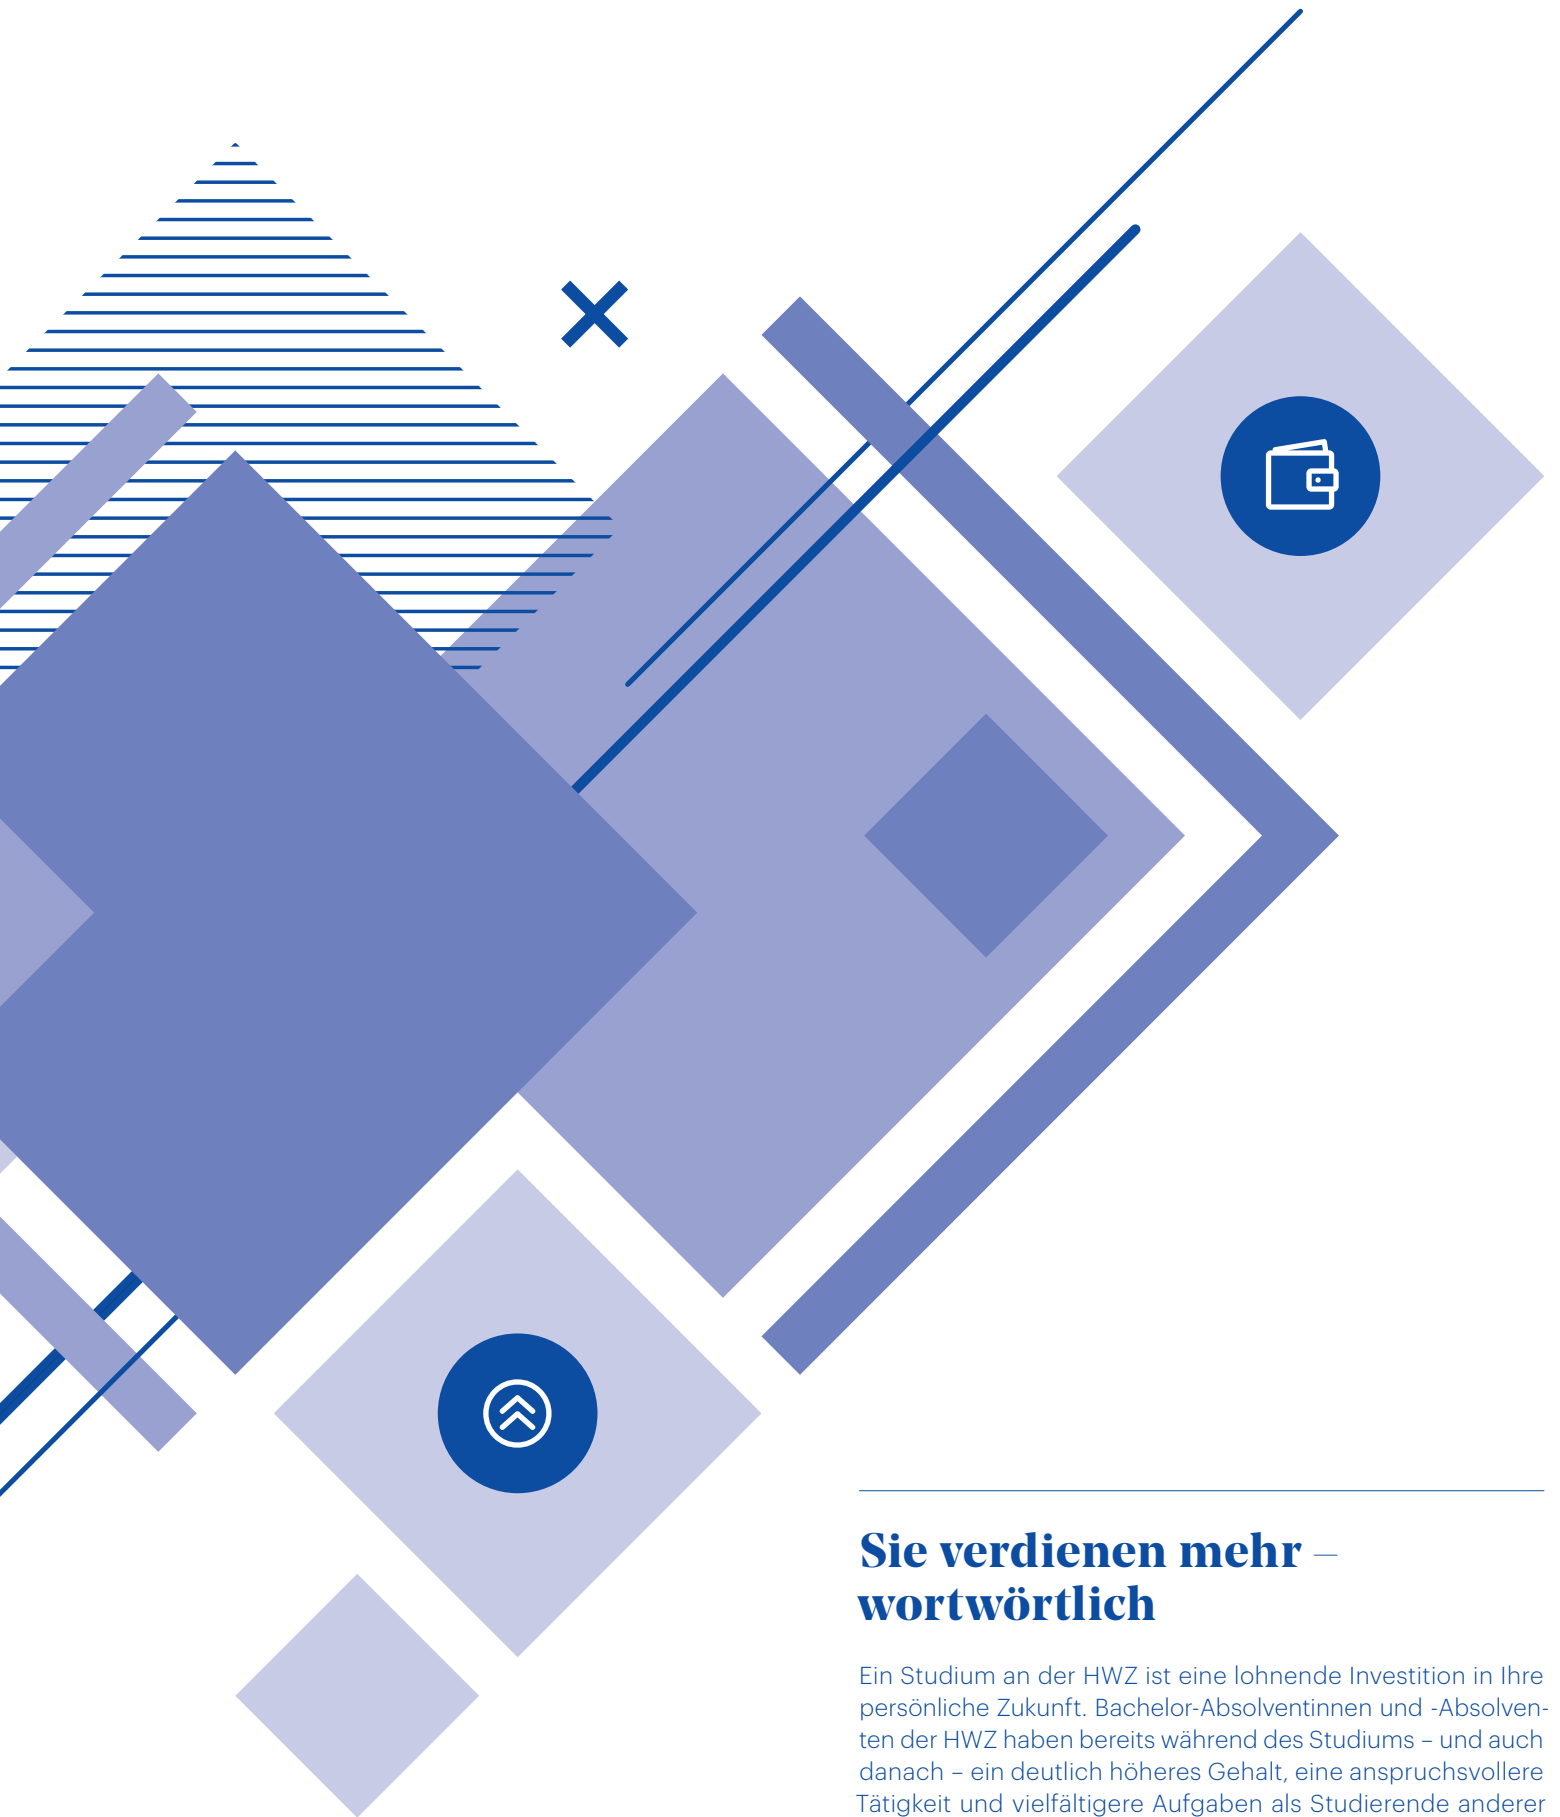 Sie verdienen mehr –
wortwörtlich
Ein Studium an der HWZ ist eine lohnende Investition in Ihre
persönliche Zukunft. Bachelor-Absolventinnen und -Absolven-
ten der HWZ haben bereits während des Studiums – und auch
danach – ein deutlich höheres Gehalt, eine anspruchsvollere
Tätigkeit und vielfältigere Aufgaben als Studierende anderer